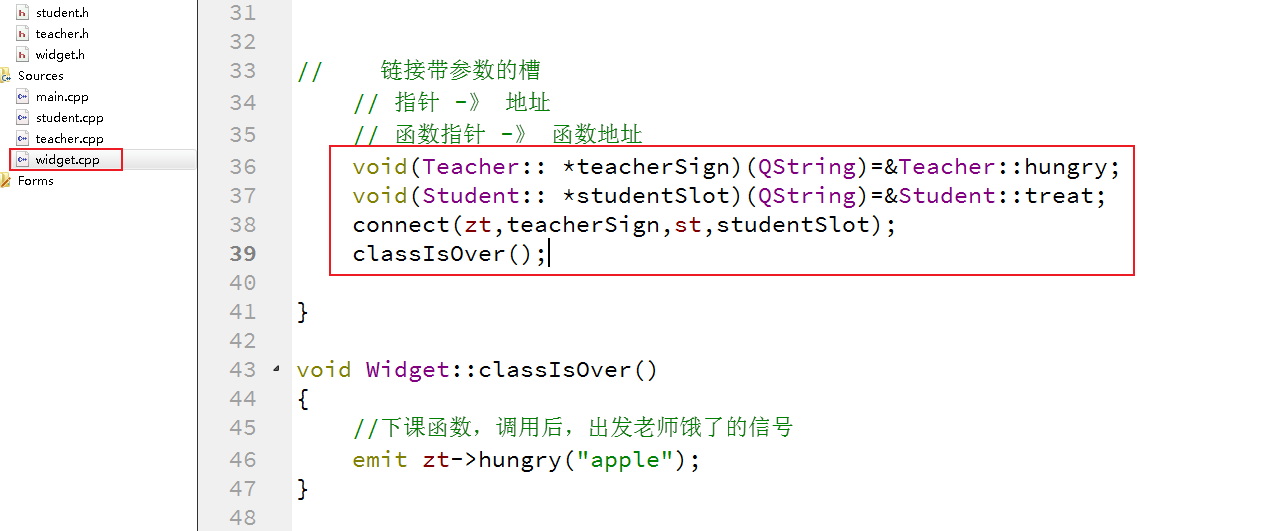 student.h
teacher.h
widget.h
Sources
main.cpp
student.cpp
teacher.cpp
widget.cpp
Forms
31
32
33 // 链接带参数的槽
34 // 指针 -》 地址
35 // 函数指针 -》 函数地址
36 void(Teacher:: *teacherSign)(QString)=&Teacher::hungry;
37 void(Student:: *studentSlot)(QString)=&Student::treat;
38 connect(zt,teacherSign,st,studentSlot);
39 classIsOver();
40
41 }
42
43 void Widget::classIsOver()
44 {
45 //下课函数，调用后，出发老师饿了的信号
46 emit zt->hungry("apple");
47 }
48